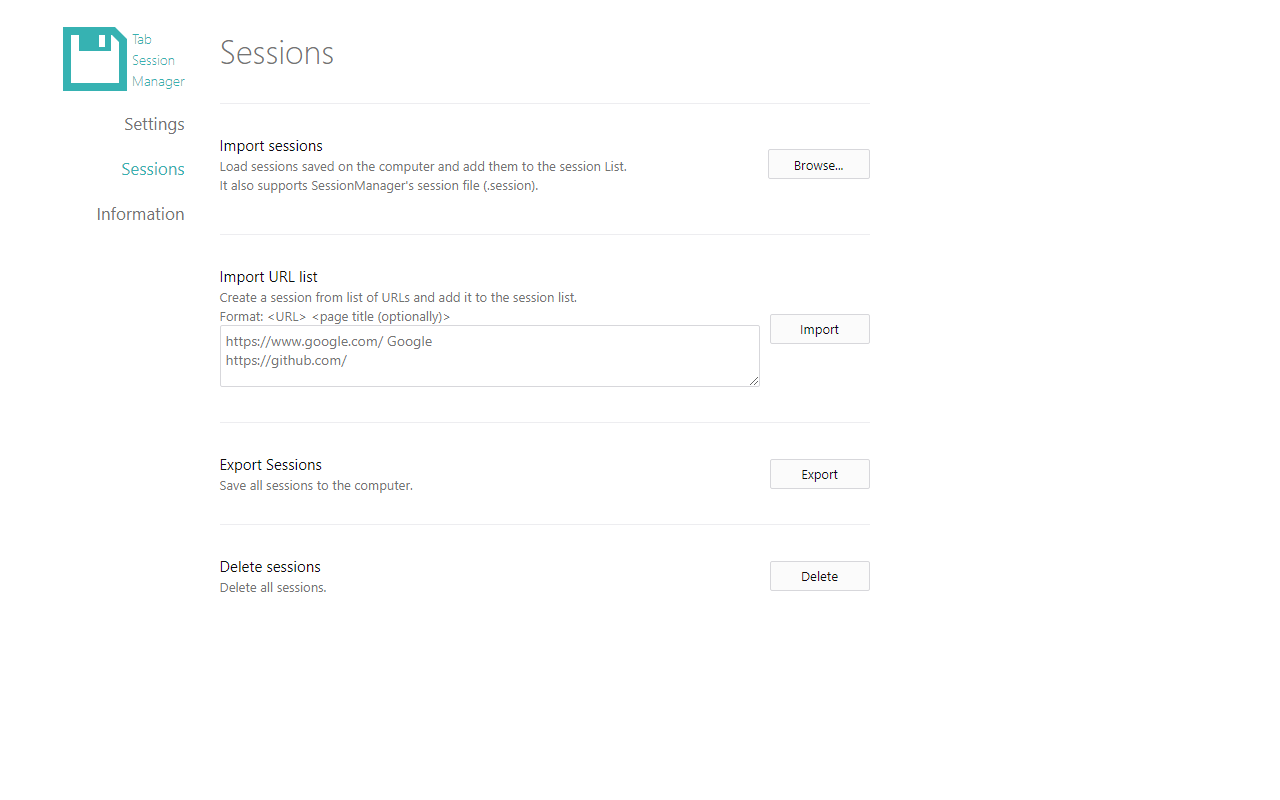 Tab
Session
Manager
Settings
Sessions
Information
Sessions
Import sessions
Load sessions saved on the computer and add them to the session List.
It also supports SessionManager's session file (.session).
Browse...
Import URL list
Create a session from list of URLs and add it to the session list.
Format: <URL> <page title (optionally)>
https://www.google.com/ Google
https://github.com/
Import
Export Sessions
Save all sessions to the computer.
Export
Delete sessions
Delete all sessions.
Delete